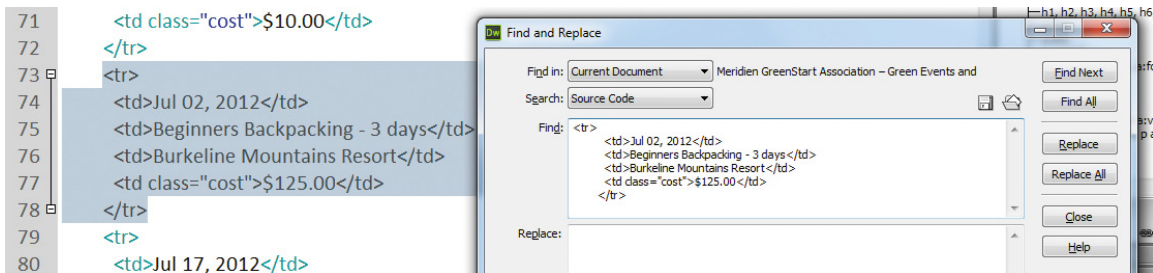 71 <td class="cost">$10.00</td>
72 </tr>
73 <tr>
74 <td>Jul 02, 2012</td>
75 <td>Beginners Backpacking - 3 days</td>
76 <td>Burkeline Mountains Resort</td>
77 <td class="cost">$125.00</td>
78 </tr>
79 <tr>
80 <td>Jul 17, 2012</td>
h1, h2, h3, h4, h5, h6
Dw Find and Replace
Find in: Current Document Meridien GreenStart Association – Green Events and
Find Next
Search: Source Code
Find All
Find: <tr>
<td>Jul 02, 2012</td>
<td>Beginners Backpacking - 3 days</td>
<td>Burkeline Mountains Resort</td>
<td class="cost">$125.00</td>
</tr>
Replace
Replace All
Close
Replace:
Help